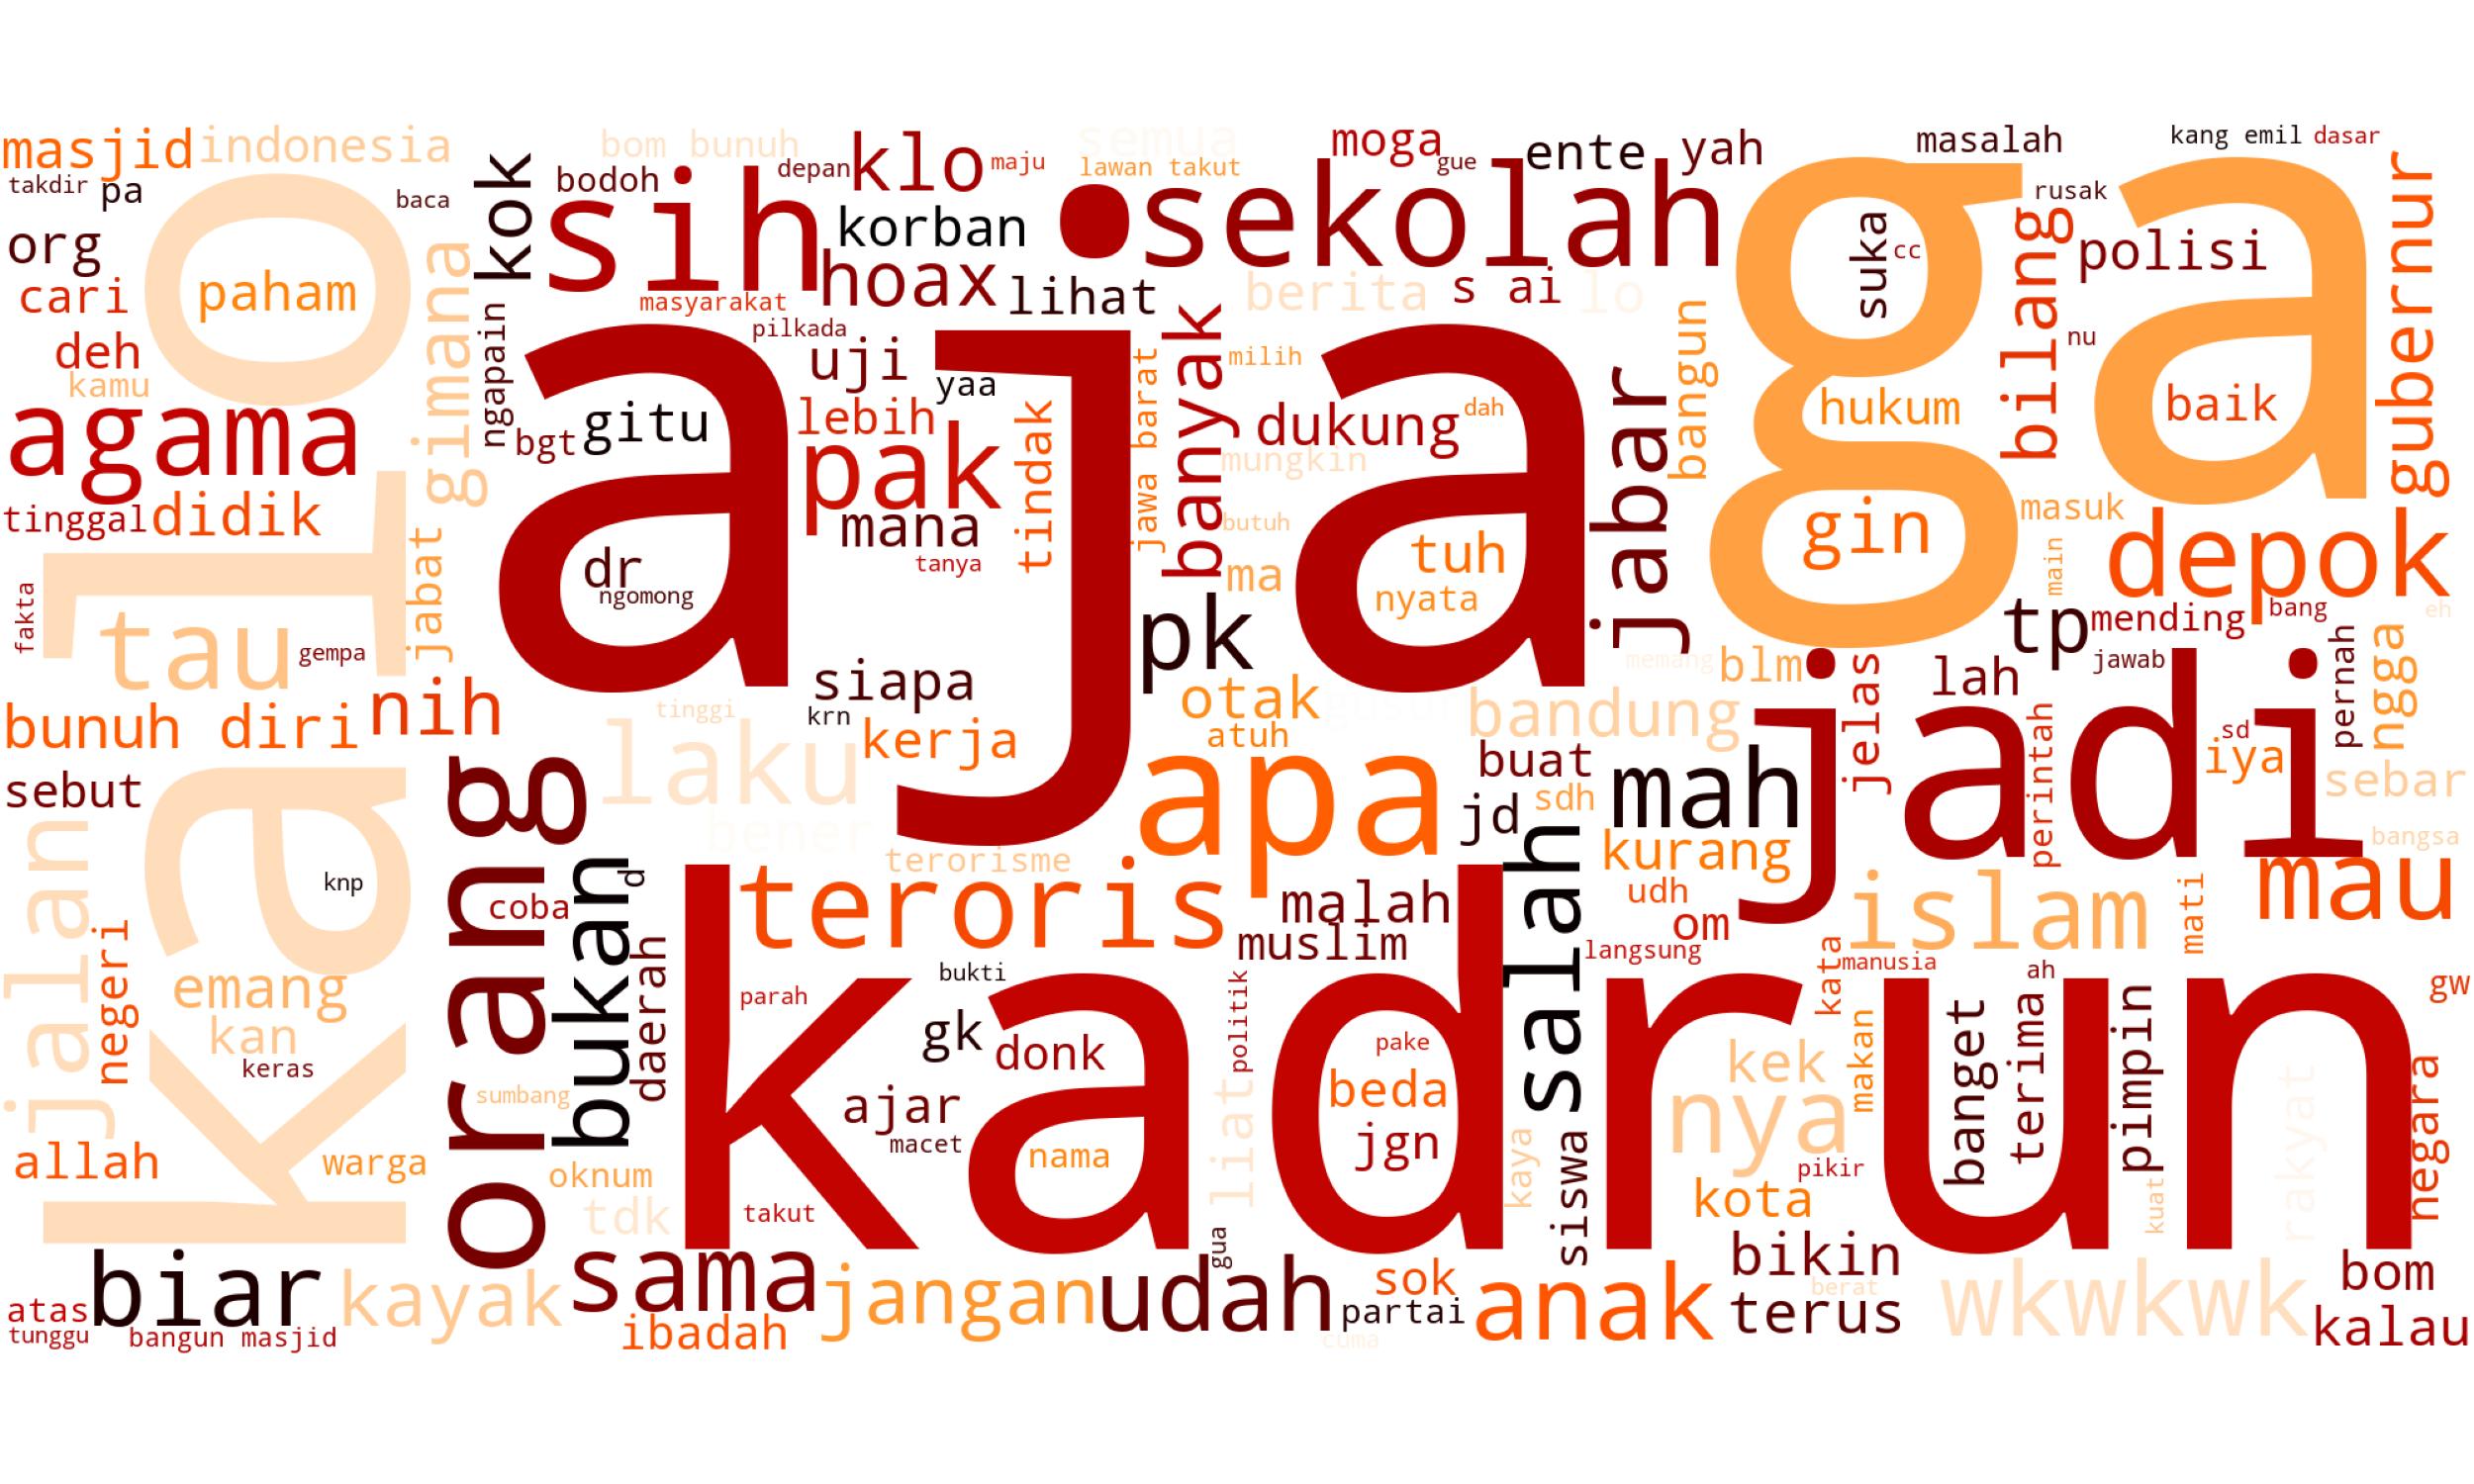 masjid
indonesia
bom bunuh
semua
klo
maju
depan
lawan takut
moga
gue
ente
yah
masalah
kang emil
dasar
takdir
pa
baca
kok
bodoh
sih
korban
sekolah
ga
rusak
gubernur
org
paham
cari
gimana
masyarakat
hoax
lihat
berita
s ai
lo
suka
cc
bilang
polisi
deh
kamu
kalo
ngapain
pilkada
uji
yaa
aja
jawa barat
banyak
milih
jabar
bangun
nu
agama
bgt
gitu
lebih
pak
tindak
dukung
dah
mungkin
hukum
baik
tinggal
didik
jabat
mana
tanya
butuh
gin
masuk
depok
dr
ngomong
ma
tuh
nyata
main
fakta
tau
gempa
siapa
pk
tp
mending
bang
eh
bunuh diri
nih
tinggi
krn
kerja
otak
atuh
bandung
memang
blm
jelas
lah
jawab
pernah
ngga
sebut
laku
bener
apa
buat
jd
sdh
mah
jadi
perintah
sd
iya
sebar
bangsa
jalan
knp
orang
coba
bukan
d
teroris
terorisme
malah
muslim
salah
kurang
udh
om
langsung
islam
mati
mau
negeri
emang
kan
keras
daerah
kadrun
parah
bukti
gk
donk
politik
pake
kata
manusia
ah
gw
sumbang
ajar
macet
beda
jgn
kek
nya
makan
banget
terima
pimpin
allah
warga
oknum
tdk
takut
nama
liat
kaya
siswa
pikir
kota
kuat
rakyat
negara
biar
kayak
sama
jangan
gua
udah
sok
partai
anak
bikin
berat
terus
wkwkwk
bom
atas
tunggu
bangun masjid
ibadah
cuma
kalau